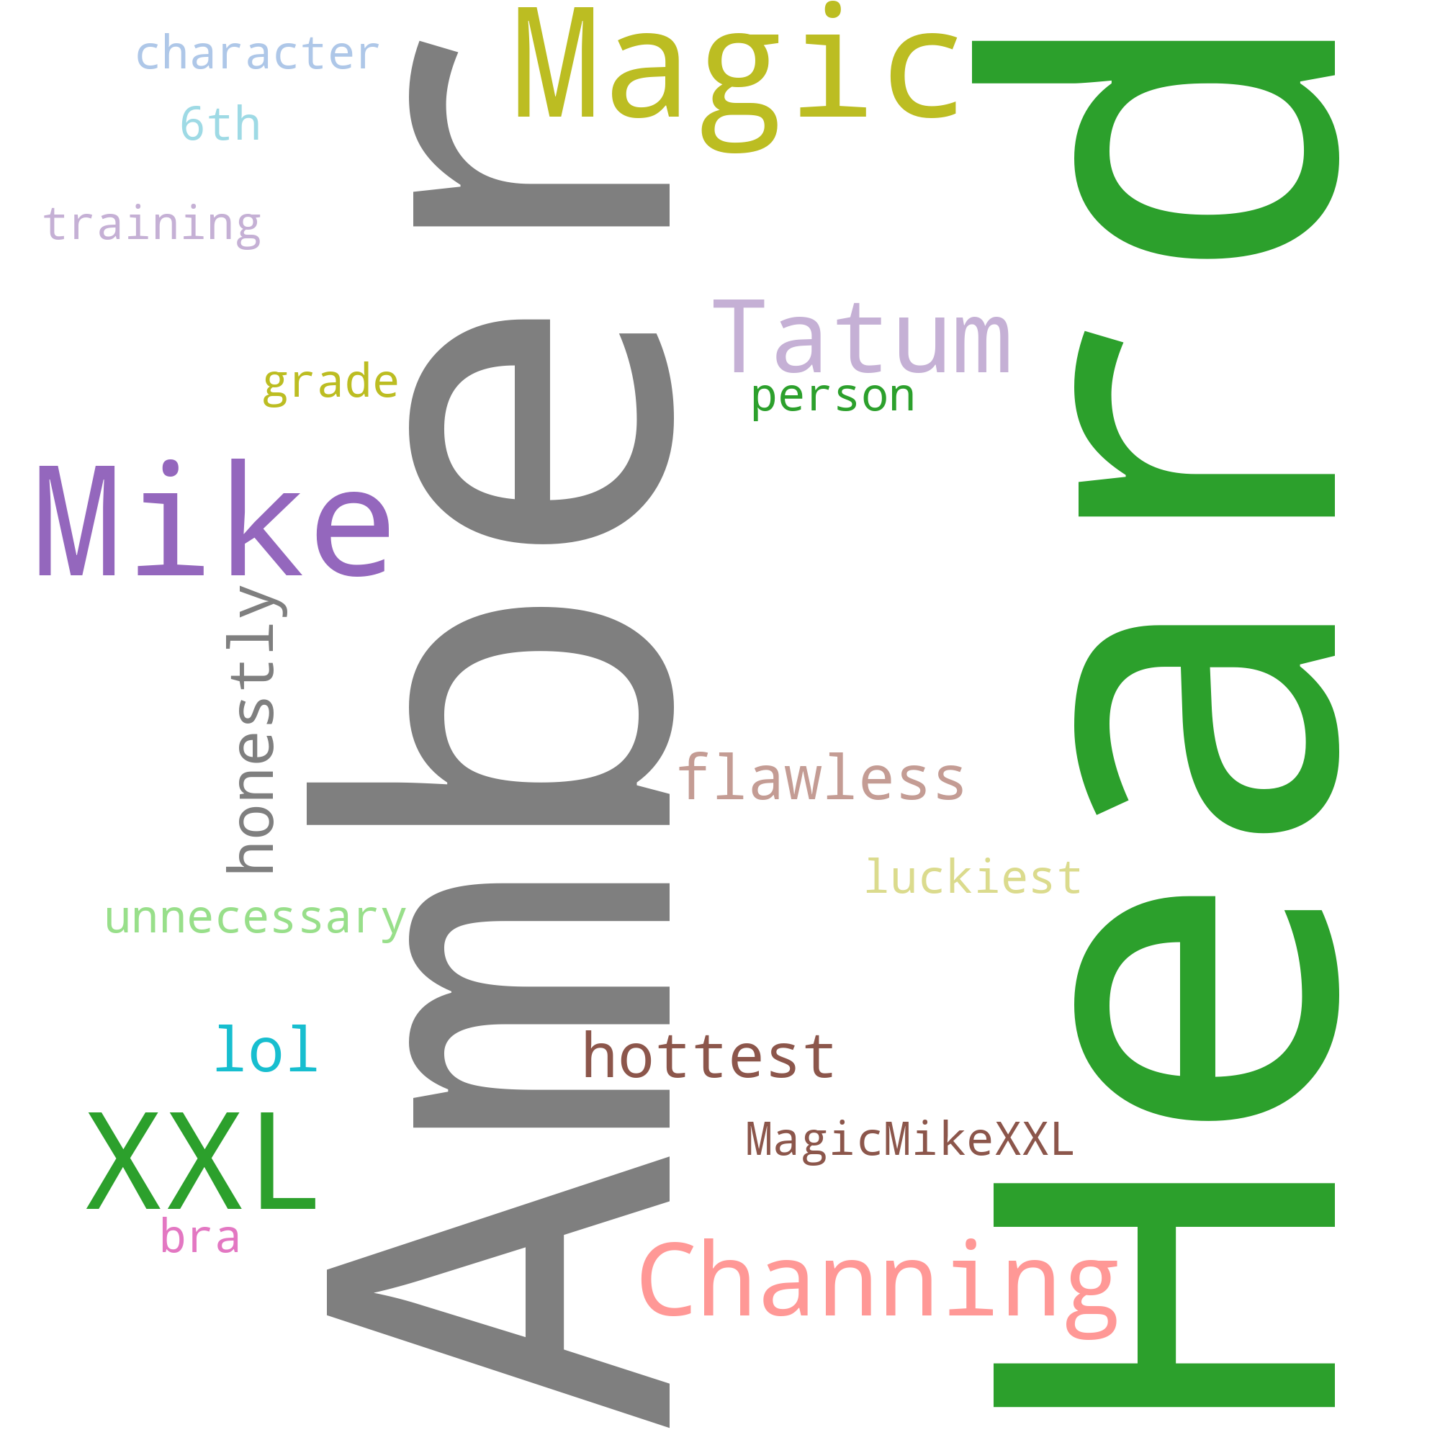 Magic
character
6th
training
Tatum
person
grade
Mike
honestly
Amber
Heard
flawless
luckiest
unnecessary
lol
hottest
XXL
MagicMikeXXL
bra
Channing